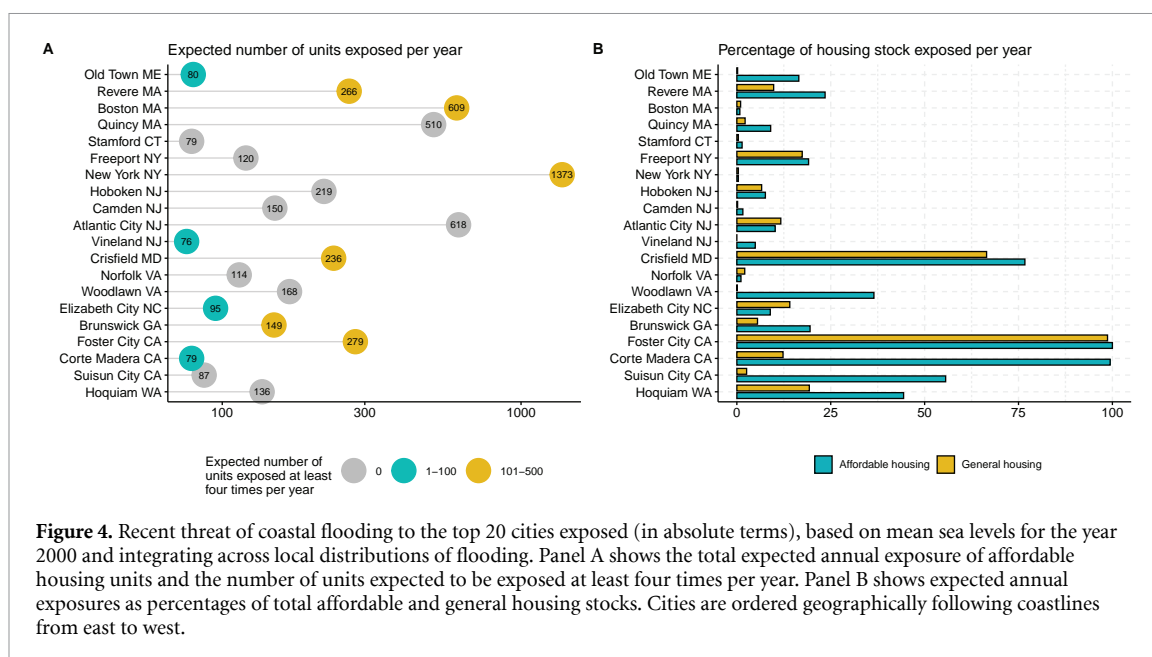 A
Expected number of units exposed per year
Old Town ME
80
Revere MA
266
Boston MA
609
Quincy MA
510
Stamford CT
79
Freeport NY
120
New York NY
1373
Hoboken NJ
219
Camden NJ
150
Atlantic City NJ
618
Vineland NJ
76
Crisfield MD
236
Norfolk VA
114
Woodlawn VA
168
Elizabeth City NC
95
Brunswick GA
149
Foster City CA
279
Corte Madera CA
79
Suisun City CA
87
Hoquiam WA
136
100
300
1000
Expected number of
units exposed at least
four times per year
0
1–100
101–500
B
Percentage of housing stock exposed per year
Old Town ME
Revere MA
Boston MA
Quincy MA
Stamford CT
Freeport NY
New York NY
Hoboken NJ
Camden NJ
Atlantic City NJ
Vineland NJ
Crisfield MD
Norfolk VA
Woodlawn VA
Elizabeth City NC
Brunswick GA
Foster City CA
Corte Madera CA
Suisun City CA
Hoquiam WA
0
25
50
75
100
Affordable housing
General housing
Figure 4. Recent threat of coastal flooding to the top 20 cities exposed (in absolute terms), based on mean sea levels for the year
2000 and integrating across local distributions of flooding. Panel A shows the total expected annual exposure of affordable
housing units and the number of units expected to be exposed at least four times per year. Panel B shows expected annual
exposures as percentages of total affordable and general housing stocks. Cities are ordered geographically following coastlines
from east to west.